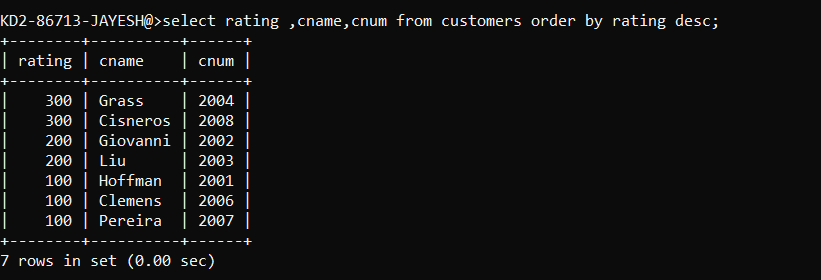 KD2-86713-JAYESH@>select rating ,cname,cnum from customers order by rating desc;
+--------+----------+------+
| rating | cname    | cnum |
+--------+----------+------+
|    300 | Grass    | 2004 |
|    300 | Cisneros | 2008 |
|    200 | Giovanni | 2002 |
|    200 | Liu      | 2003 |
|    100 | Hoffman  | 2001 |
|    100 | Clemens  | 2006 |
|    100 | Pereira  | 2007 |
+--------+----------+------+
7 rows in set (0.00 sec)